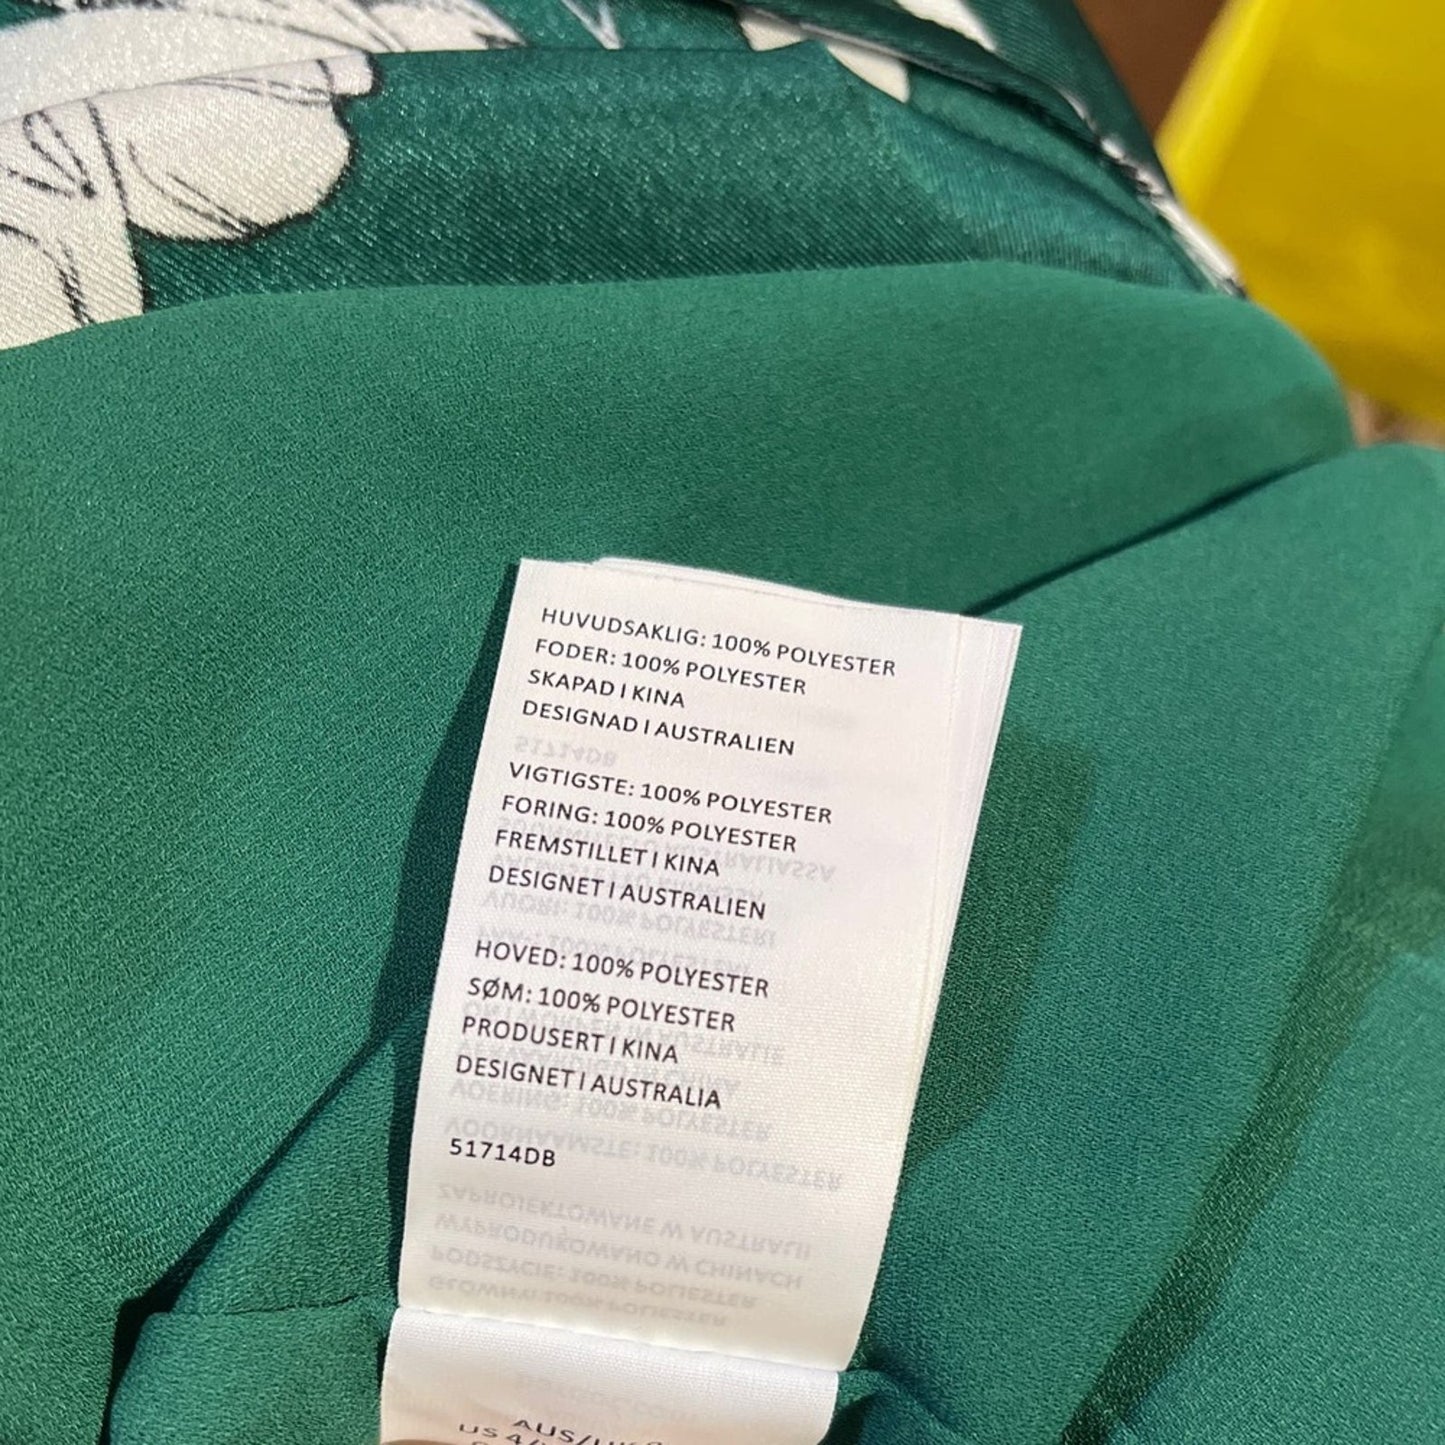 HUVUDSAKLIG: 100% POLYESTER
FODER: 100% POLYESTER
SKAPAD I KINA
DESIGNAD I AUSTRALIEN
VIGTIGSTE: 100% POLYESTER
FORING: 100% POLYESTER
FREMSTILLET I KINA
DESIGNET I AUSTRALIEN
HOVED: 100% POLYESTER
SØM: 100% POLYESTER
PRODUSERT I KINA
DESIGNET I AUSTRALIA
51714DB